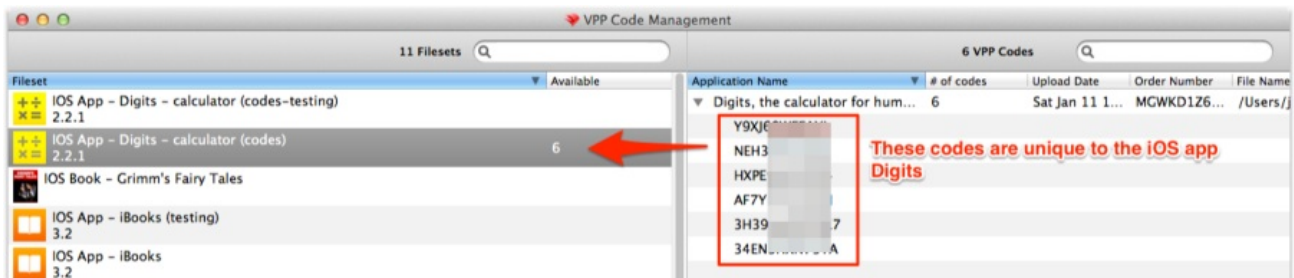 VPP Code Management
11 Filesets
6 VPP Codes
Fileset
Available
IOS App - Digits - calculator (codes-testing)
2.2.1
IOS App - Digits - calculator (codes)
2.2.1
6
IOS Book - Grimm's Fairy Tales
IOS App - iBooks (testing)
3.2
IOS App - iBooks
3.2
Application Name
# of codes
Upload Date
Order Number
File Name
Digits, the calculator for hum...
6
Sat Jan 11 1...
MGWKD1Z6...
/Users/j
NEH3
HXPE
AF7Y
3H39
7
These codes are unique to the iOS app
Digits